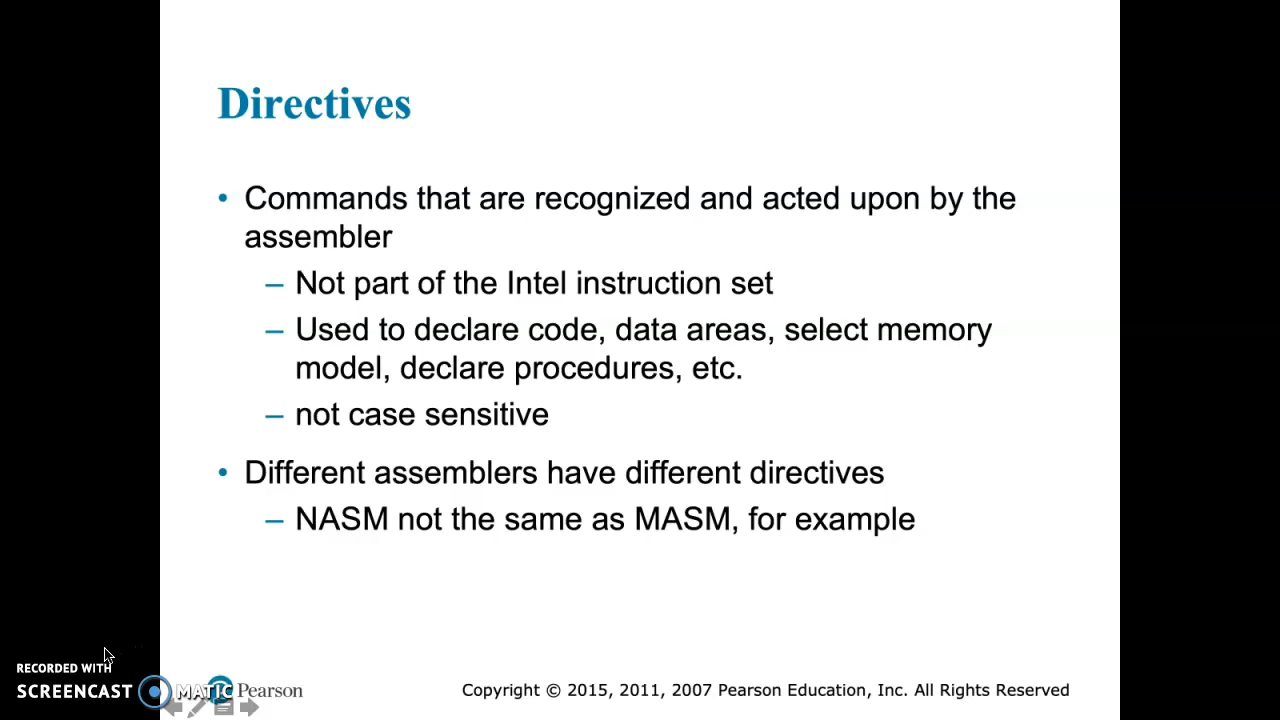 Directives
• Commands that are recognized and acted upon by the
assembler
– Not part of the Intel instruction set
– Used to declare code, data areas, select memory
model, declare procedures, etc.
– not case sensitive
• Different assemblers have different directives
– NASM not the same as MASM, for example
RECORDED WITH
SCREENCAST MATIC
Pearson
Copyright © 2015, 2011, 2007 Pearson Education, Inc. All Rights Reserved